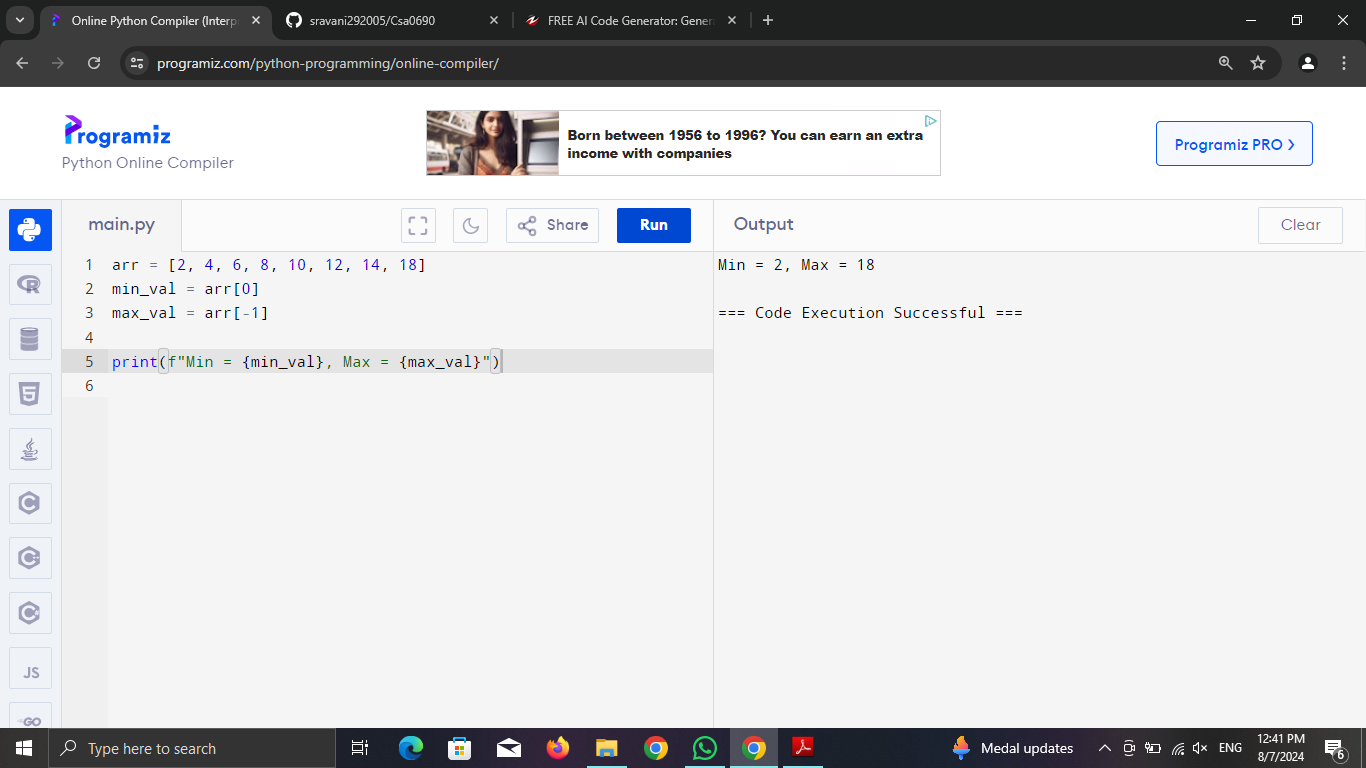 Online Python Compiler (Interp
sravani292005/Csa0690
FREE AI Code Generator: Genera
programiz.com/python-programming/online-compiler/
Programiz
Python Online Compiler
Born between 1956 to 1996? You can earn an extra
income with companies
Programiz PRO >
main.py
Share
Run
Output
Clear
1 arr = [2, 4, 6, 8, 10, 12, 14, 18]
2 min_val = arr[0]
3 max_val = arr[-1]
4
5 print(f"Min = {min_val}, Max = {max_val}")
6
Min = 2, Max = 18
=== Code Execution Successful ===
R
JS
GO
Type here to search
Medal updates
ENG
12:41 PM
8/7/2024
6